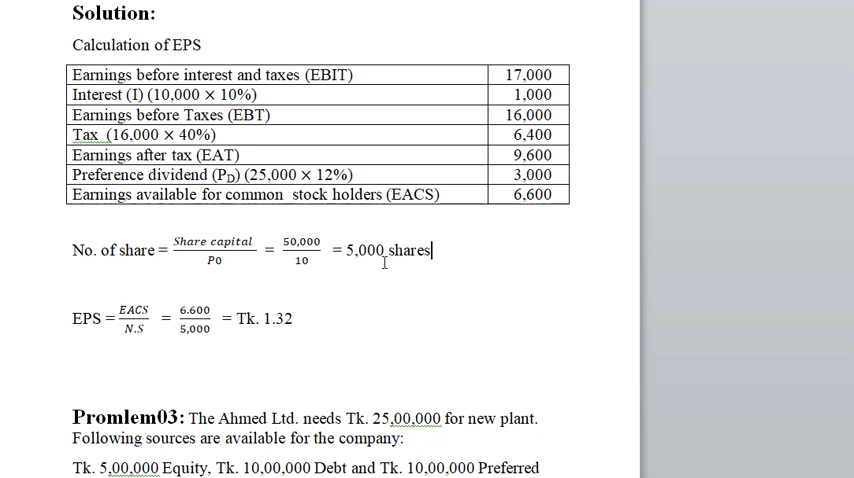 Solution:
Calculation of EPS
Earnings before interest and taxes (EBIT) 17,000
Interest (I) (10,000 × 10%) 1,000
Earnings before Taxes (EBT) 16,000
Tax (16,000 × 40%) 6,400
Earnings after tax (EAT) 9,600
Preference dividend (PD) (25,000 × 12%) 3,000
Earnings available for common stock holders (EACS) 6,600
No. of share = Share capital / P0 = 50,000 / 10 = 5,000 shares
EPS = EACS / N.S = 6.600 / 5,000 = Tk. 1.32
Promlem03: The Ahmed Ltd. needs Tk. 25,00,000 for new plant.
Following sources are available for the company:
Tk. 5,00,000 Equity, Tk. 10,00,000 Debt and Tk. 10,00,000 Preferred